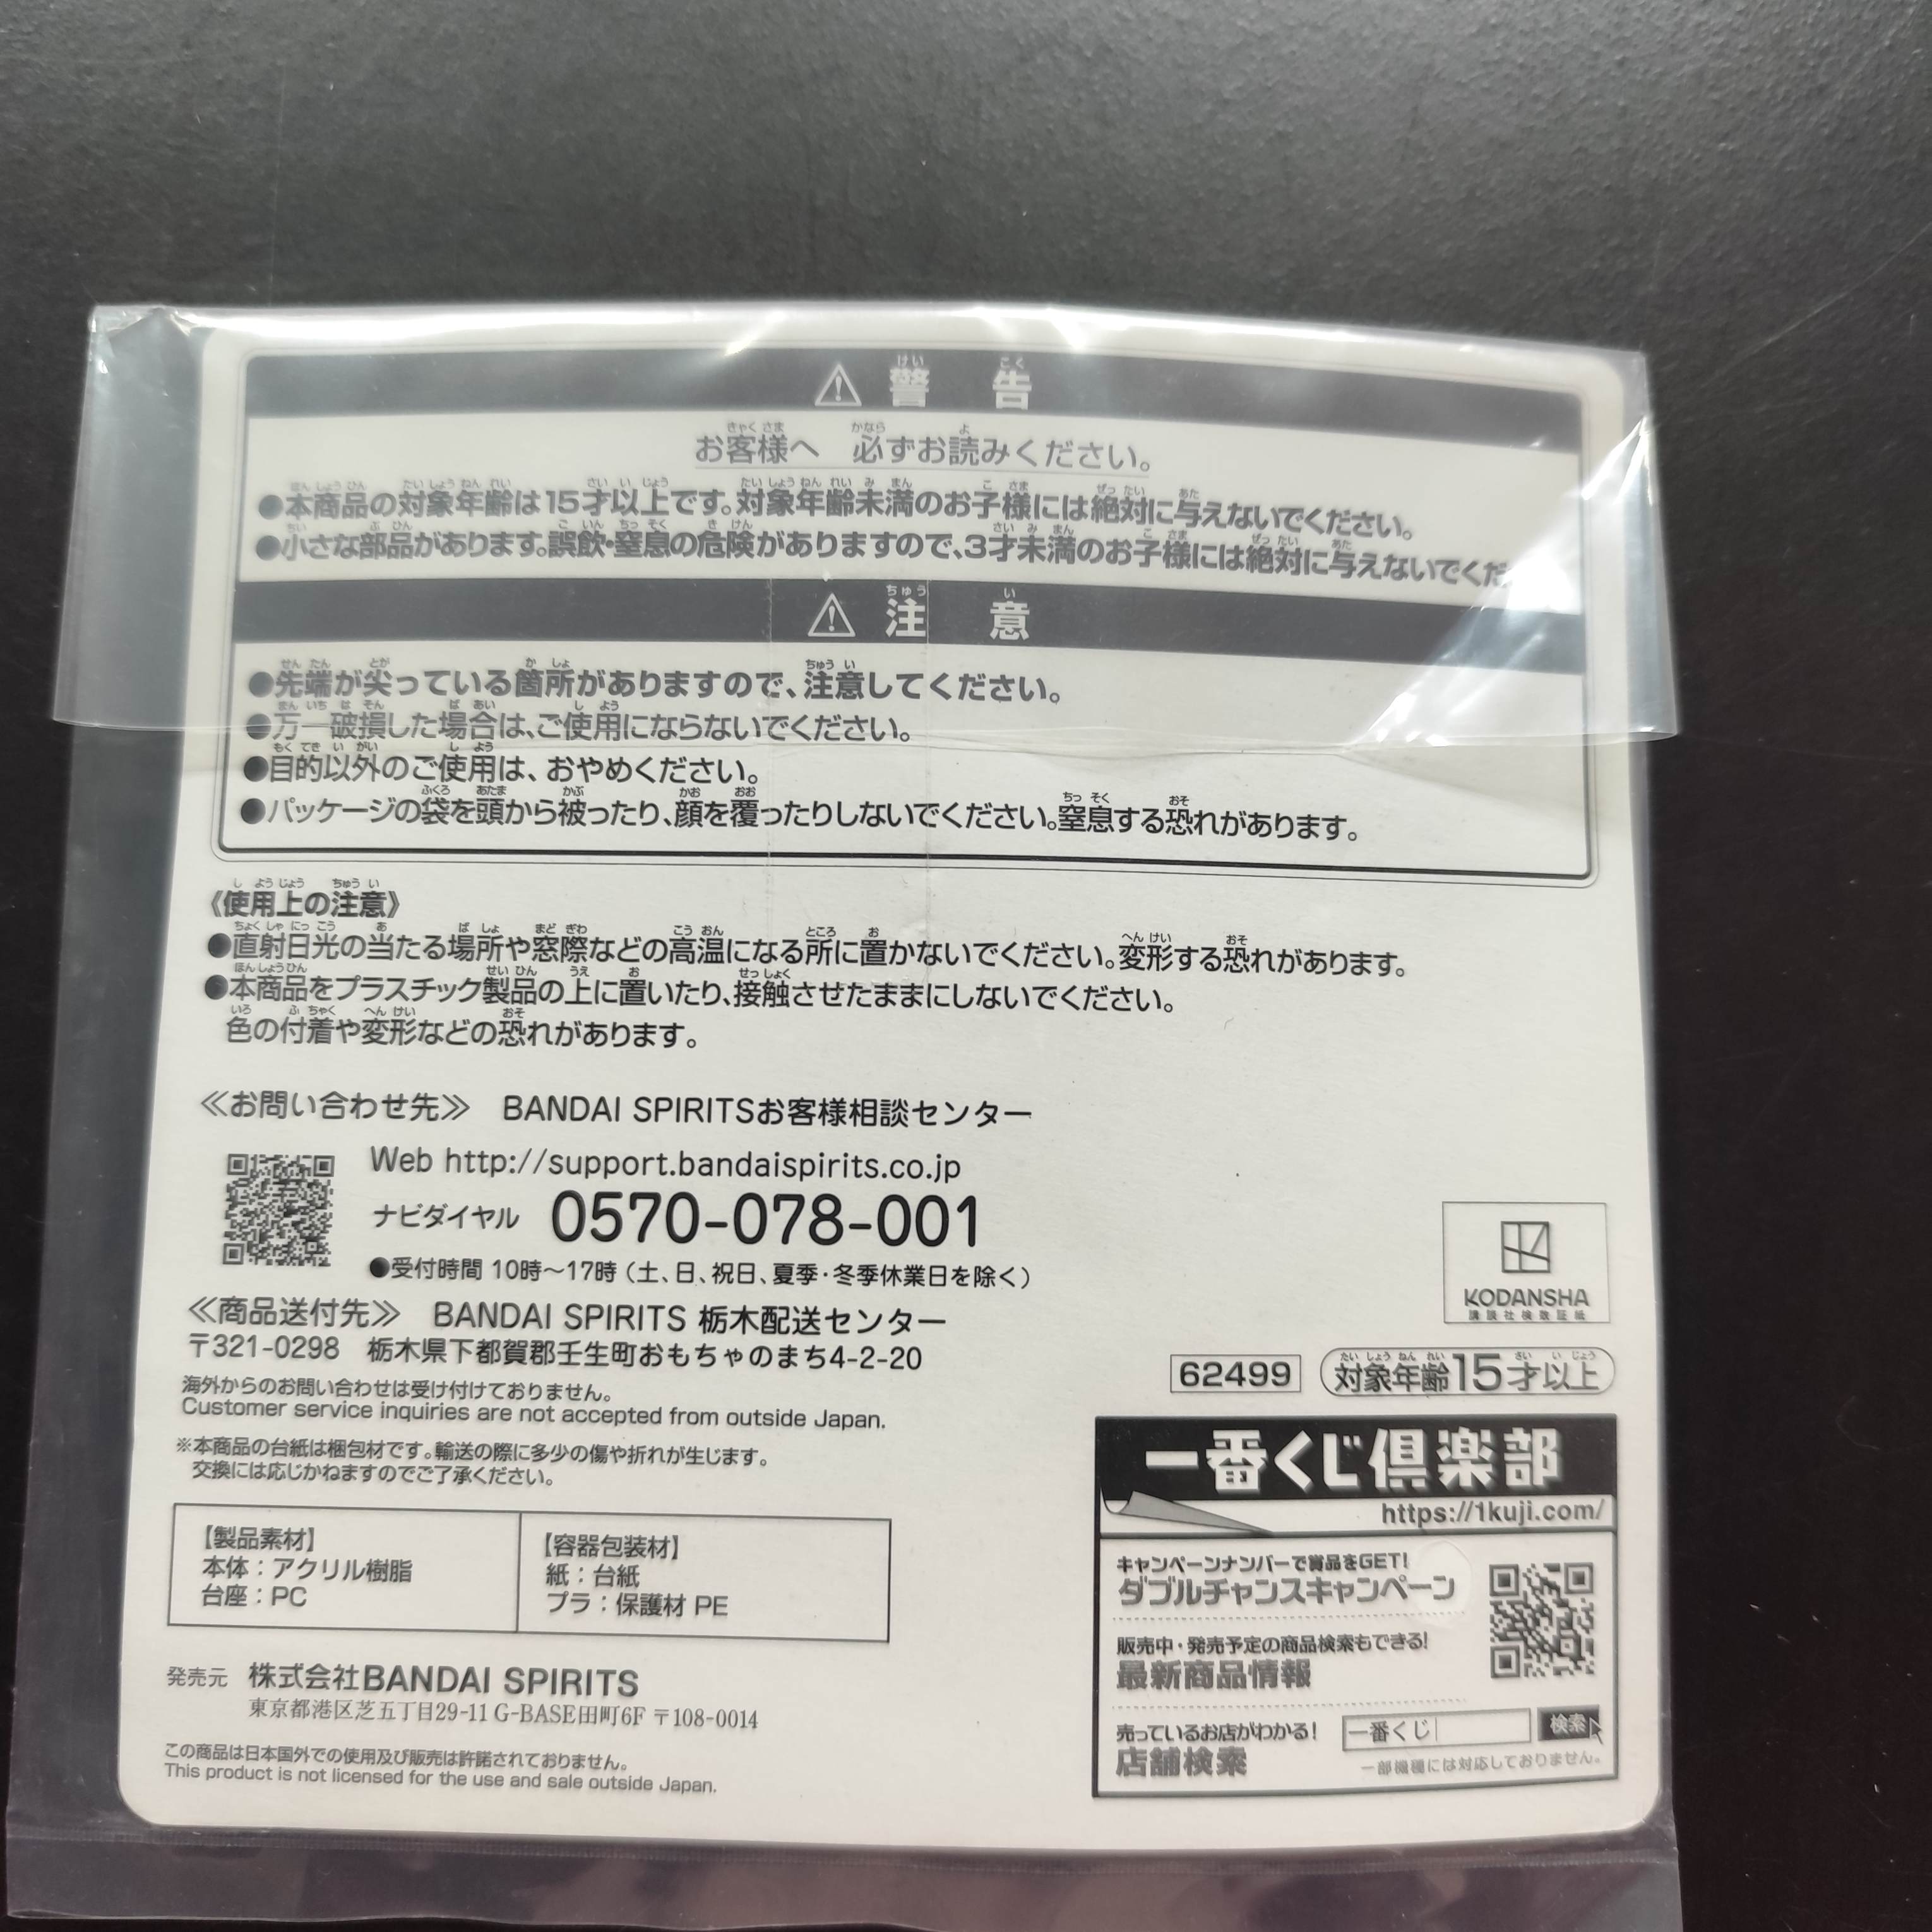 ⚠ 警告
お客様へ 必ずお読みください。
●本商品の対象年齢は15才以上です。対象年齢未満のお子様には絶対に与えないでください。
●小さな部品があります。誤飲・窒息の危険がありますので、3才未満のお子様には絶対に与えないでくだ
⚠ 注意
●先端が尖っている箇所がありますので、注意してください。
●万一破損した場合は、ご使用にならないでください。
●目的以外のご使用は、おやめください。
●パッケージの袋を頭から被ったり、顔を覆ったりしないでください。窒息する恐れがあります。
《使用上の注意》
●直射日光の当たる場所や窓際などの高温になる所に置かないでください。変形する恐れがあります。
●本商品をプラスチック製品の上に置いたり、接触させたままにしないでください。
色の付着や変形などの恐れがあります。
≪お問い合わせ先≫ BANDAI SPIRITSお客様相談センター
Web http://support.bandaispirits.co.jp
ナビダイヤル 0570-078-001
●受付時間 10時〜17時（土、日、祝日、夏季・冬季休業日を除く）
≪商品送付先≫ BANDAI SPIRITS 栃木配送センター
〒321-0298 栃木県下都賀郡壬生町おもちゃのまち4-2-20
海外からのお問い合わせは受け付けておりません。
Customer service inquiries are not accepted from outside Japan.
※本商品の台紙は梱包材です。輸送の際に多少の傷や折れが生じます。
交換には応じかねますのでご了承ください。
【製品素材】
本体：アクリル樹脂
台座：PC
【容器包装材】
紙：台紙
プラ：保護材 PE
発売元 株式会社BANDAI SPIRITS
東京都港区芝五丁目29-11 G-BASE田町6F 〒108-0014
この商品は日本国外での使用及び販売は許諾されておりません。
This product is not licensed for the use and sale outside Japan.
KODANSHA
講談社検数証紙
62499
対象年齢15才以上
一番くじ倶楽部
https://1kuji.com/
キャンペーンナンバーで賞品をGET!
ダブルチャンスキャンペーン
販売中・発売予定の商品検索もできる!
最新商品情報
売っているお店がわかる!
店舗検索
一番くじ 検索
一部機種には対応しておりません。